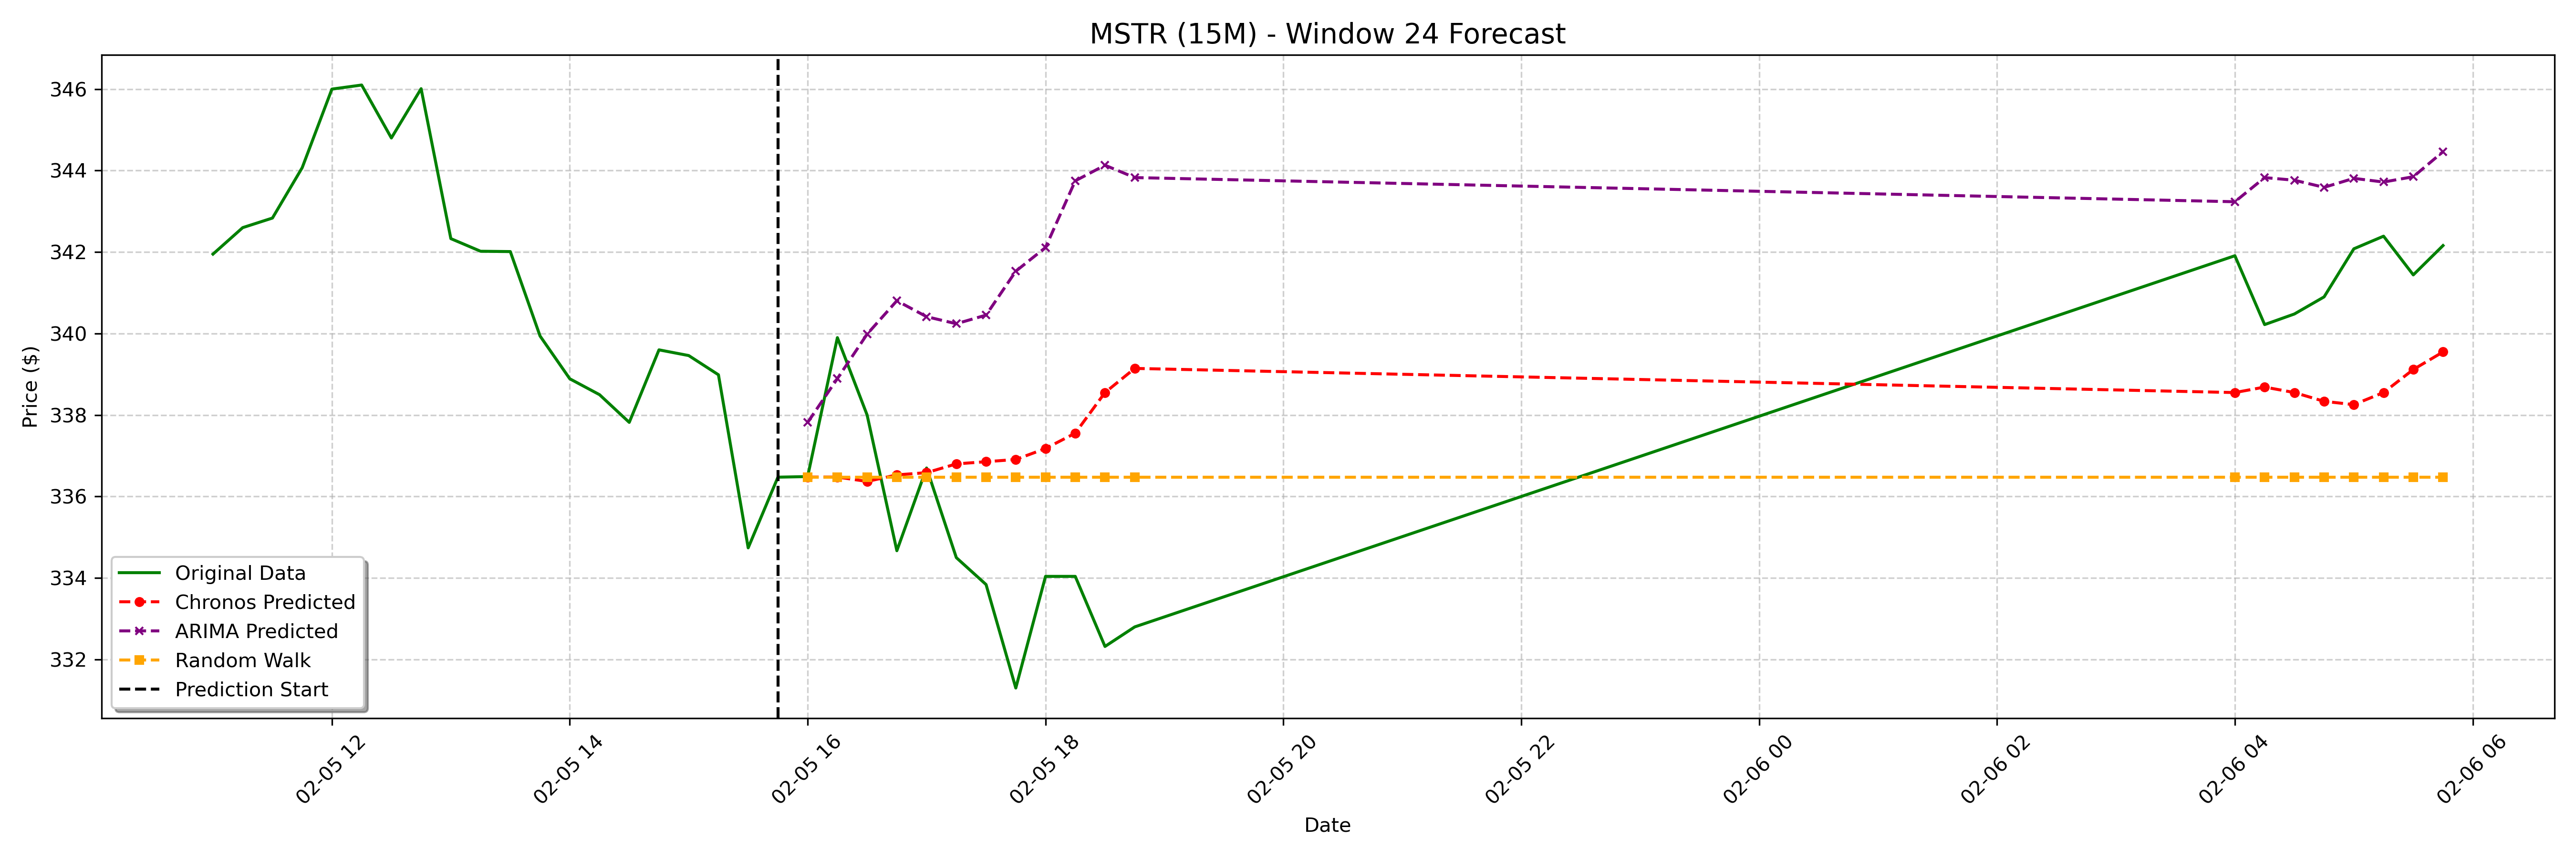 MSTR (15M) - Window 24 Forecast
Price ($)
346
344
342
340
338
336
334
332
Original Data
Chronos Predicted
ARIMA Predicted
Random Walk
Prediction Start
02-05 12
02-05 14
02-05 16
02-05 18
02-05 20
02-05 22
02-06 00
02-06 02
02-06 04
02-06 06
Date